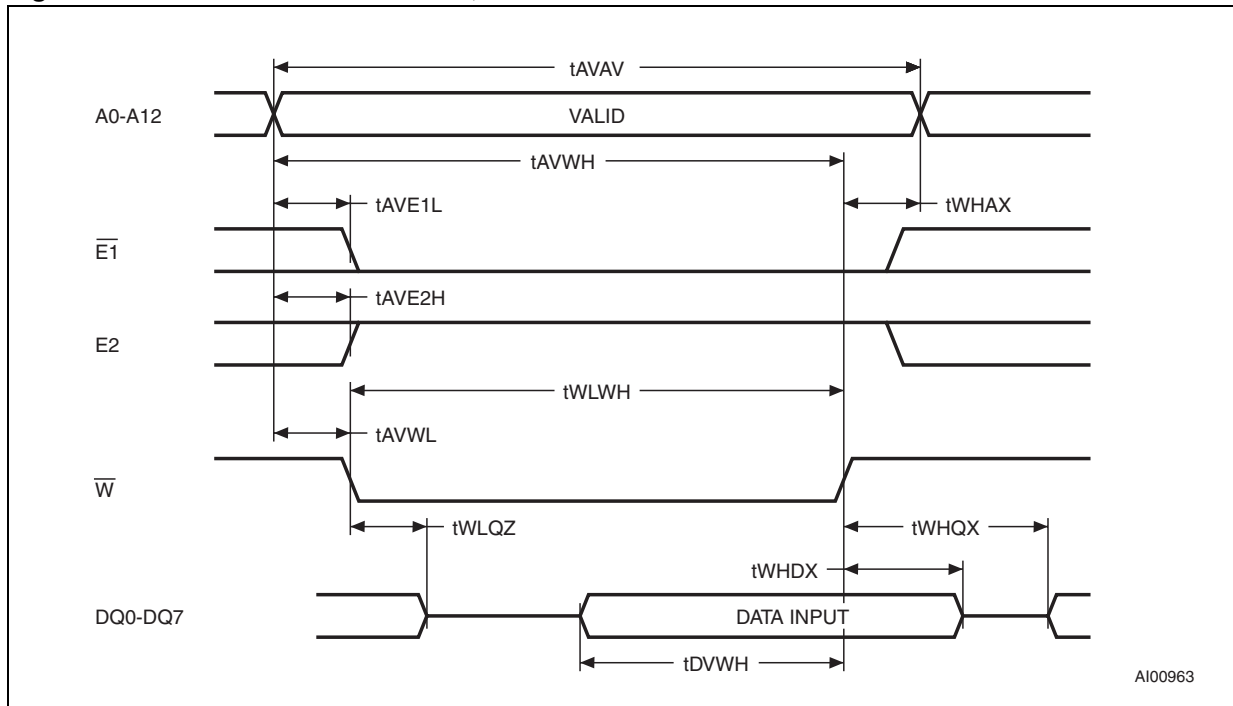 tAVAV
A0-A12
VALID
tAVWH
tAVE1L
tWHAX
E1
tAVE2H
E2
tWLWH
tAVWL
W
tWLQZ
tWHQX
tWHDX
DQ0-DQ7
DATA INPUT
tDVWH
AI00963